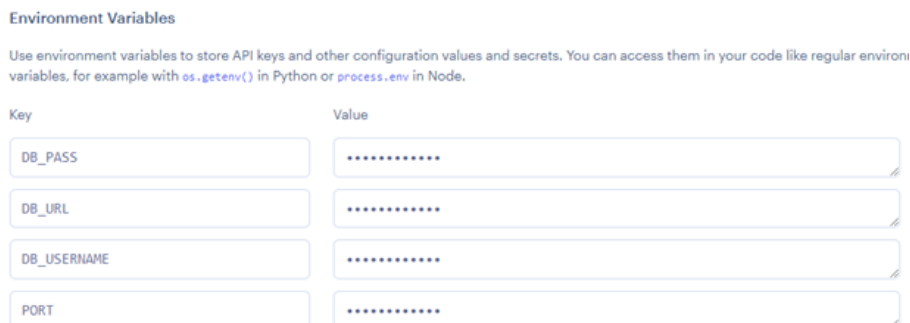 Environment Variables
Use environment variables to store API keys and other configuration values and secrets. You can access them in your code like regular
variables, for example with os.getenv() in Python or process.env in Node.
Key Value
DB_PASS ••••••••••••
DB_URL ••••••••••••
DB_USERNAME ••••••••••••
PORT ••••••••••••